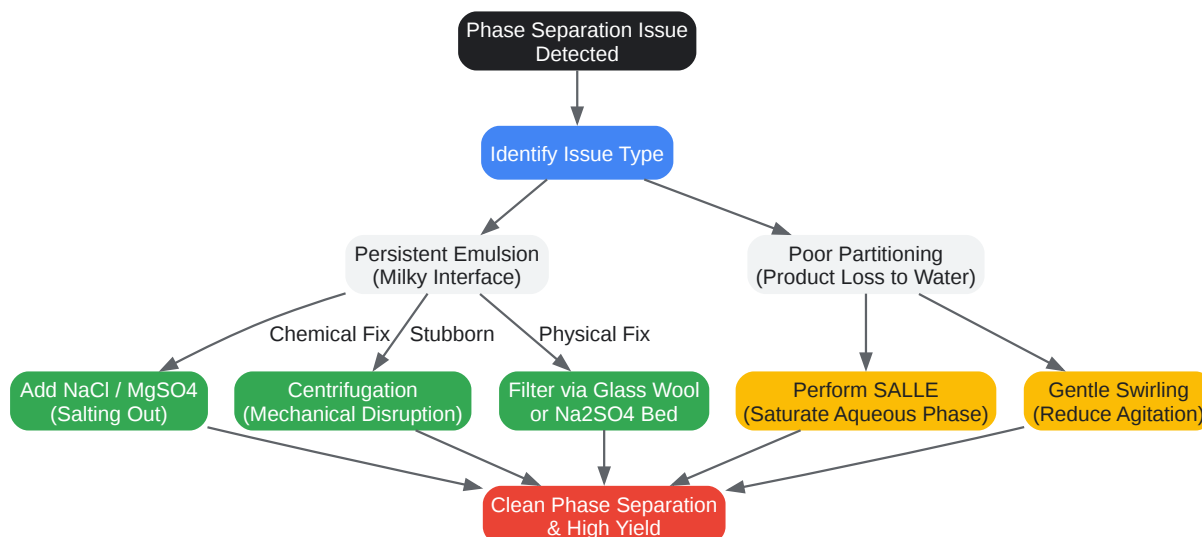 Phase Separation Issue
Detected
Identify Issue Type
Persistent Emulsion
(Milky Interface)
Poor Partitioning
(Product Loss to Water)
Chemical Fix
Stubborn
Physical Fix
Add NaCl / MgSO4
(Salting Out)
Centrifugation
(Mechanical Disruption)
Filter via Glass Wool
or Na2SO4 Bed
Perform SALLE
(Saturate Aqueous Phase)
Gentle Swirling
(Reduce Agitation)
Clean Phase Separation
& High Yield